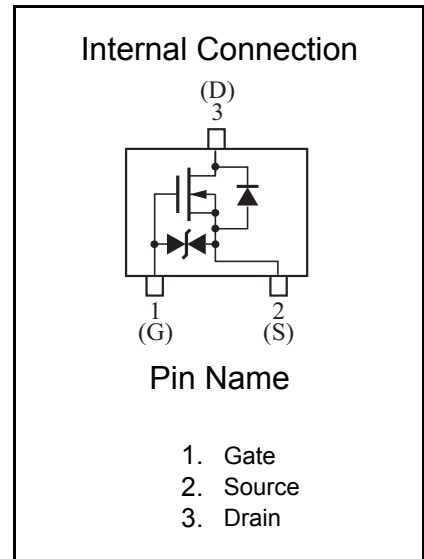 Internal Connection
(D)
3
1 2
(G) (S)
Pin Name
1. Gate
2. Source
3. Drain